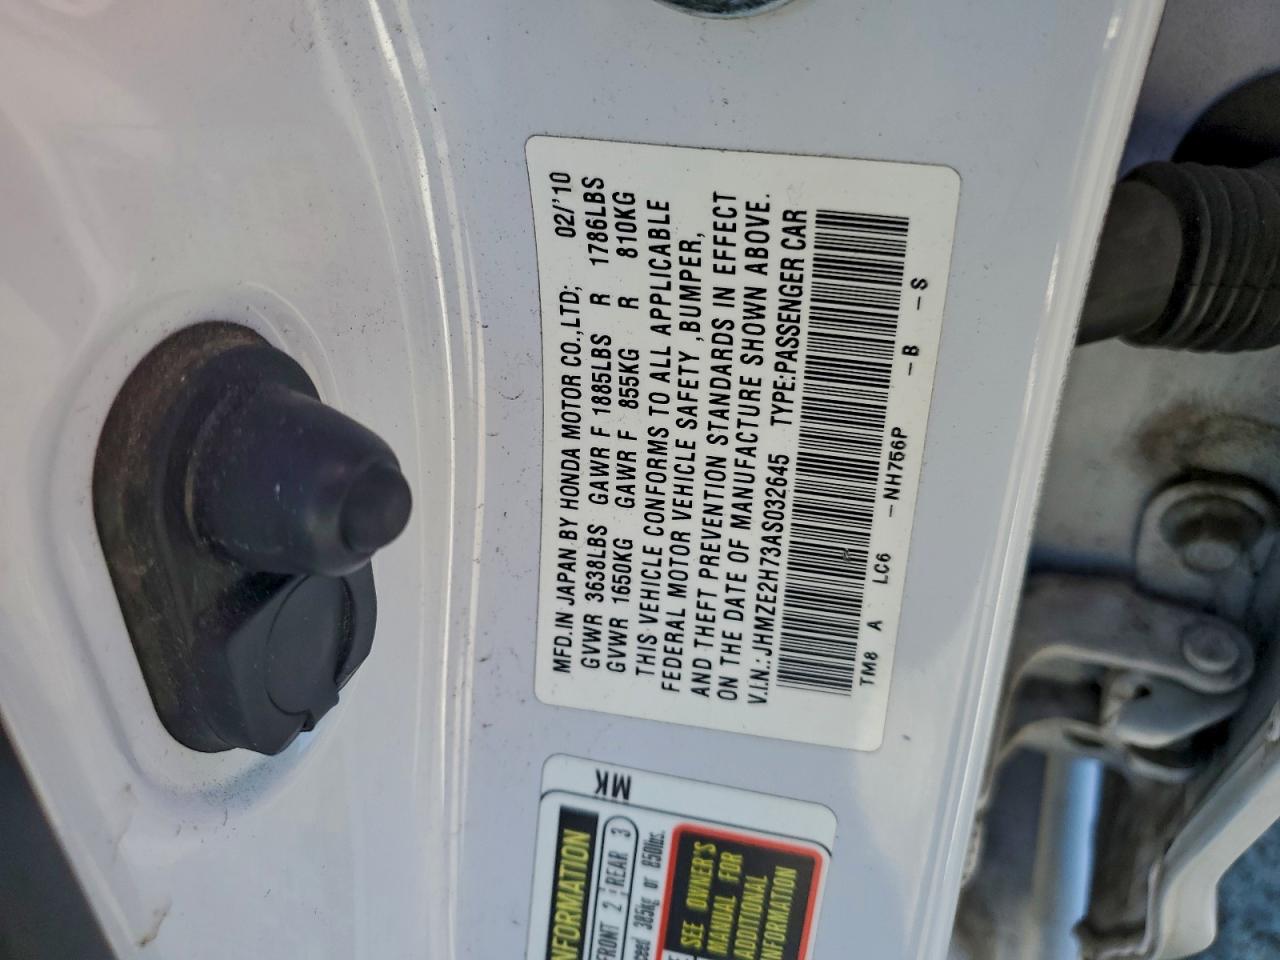 MFD.IN JAPAN BY HONDA MOTOR CO.,LTD; 02/'10
GVWR 3638LBS GAWR F 1885LBS R 1786LBS
GVWR 1650KG GAWR F 855KG R 810KG
THIS VEHICLE CONFORMS TO ALL APPLICABLE
FEDERAL MOTOR VEHICLE SAFETY ,BUMPER,
AND THEFT PREVENTION STANDARDS IN EFFECT
ON THE DATE OF MANUFACTURE SHOWN ABOVE.
V.I.N.: JHMZE2H73AS032645 TYPE:PASSENGER CAR
TM8 A LC6 -NH756P -B -S
MK
INFORMATION
FRONT 2 REAR 3
385kg or 850lbs.
SEE OWNER'S
MANUAL FOR
ADDITIONAL
INFORMATION